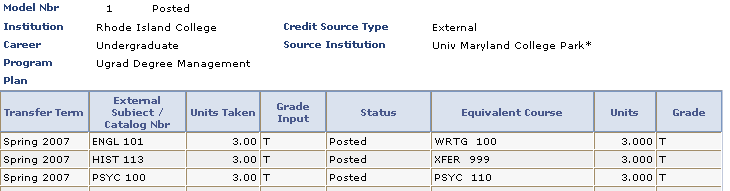 Model Nbr 1 Posted
Institution Rhode Island College Credit Source Type External
Career Undergraduate Source Institution Univ Maryland College Park*
Program Ugrad Degree Management
Plan
Transfer Term External Subject / Catalog Nbr Units Taken Grade Input Status Equivalent Course Units Grade
Spring 2007 ENGL 101 3.00 T Posted WRTG 100 3.000 T
Spring 2007 HIST 113 3.00 T Posted XFER 999 3.000 T
Spring 2007 PSYC 100 3.00 T Posted PSYC 110 3.000 T